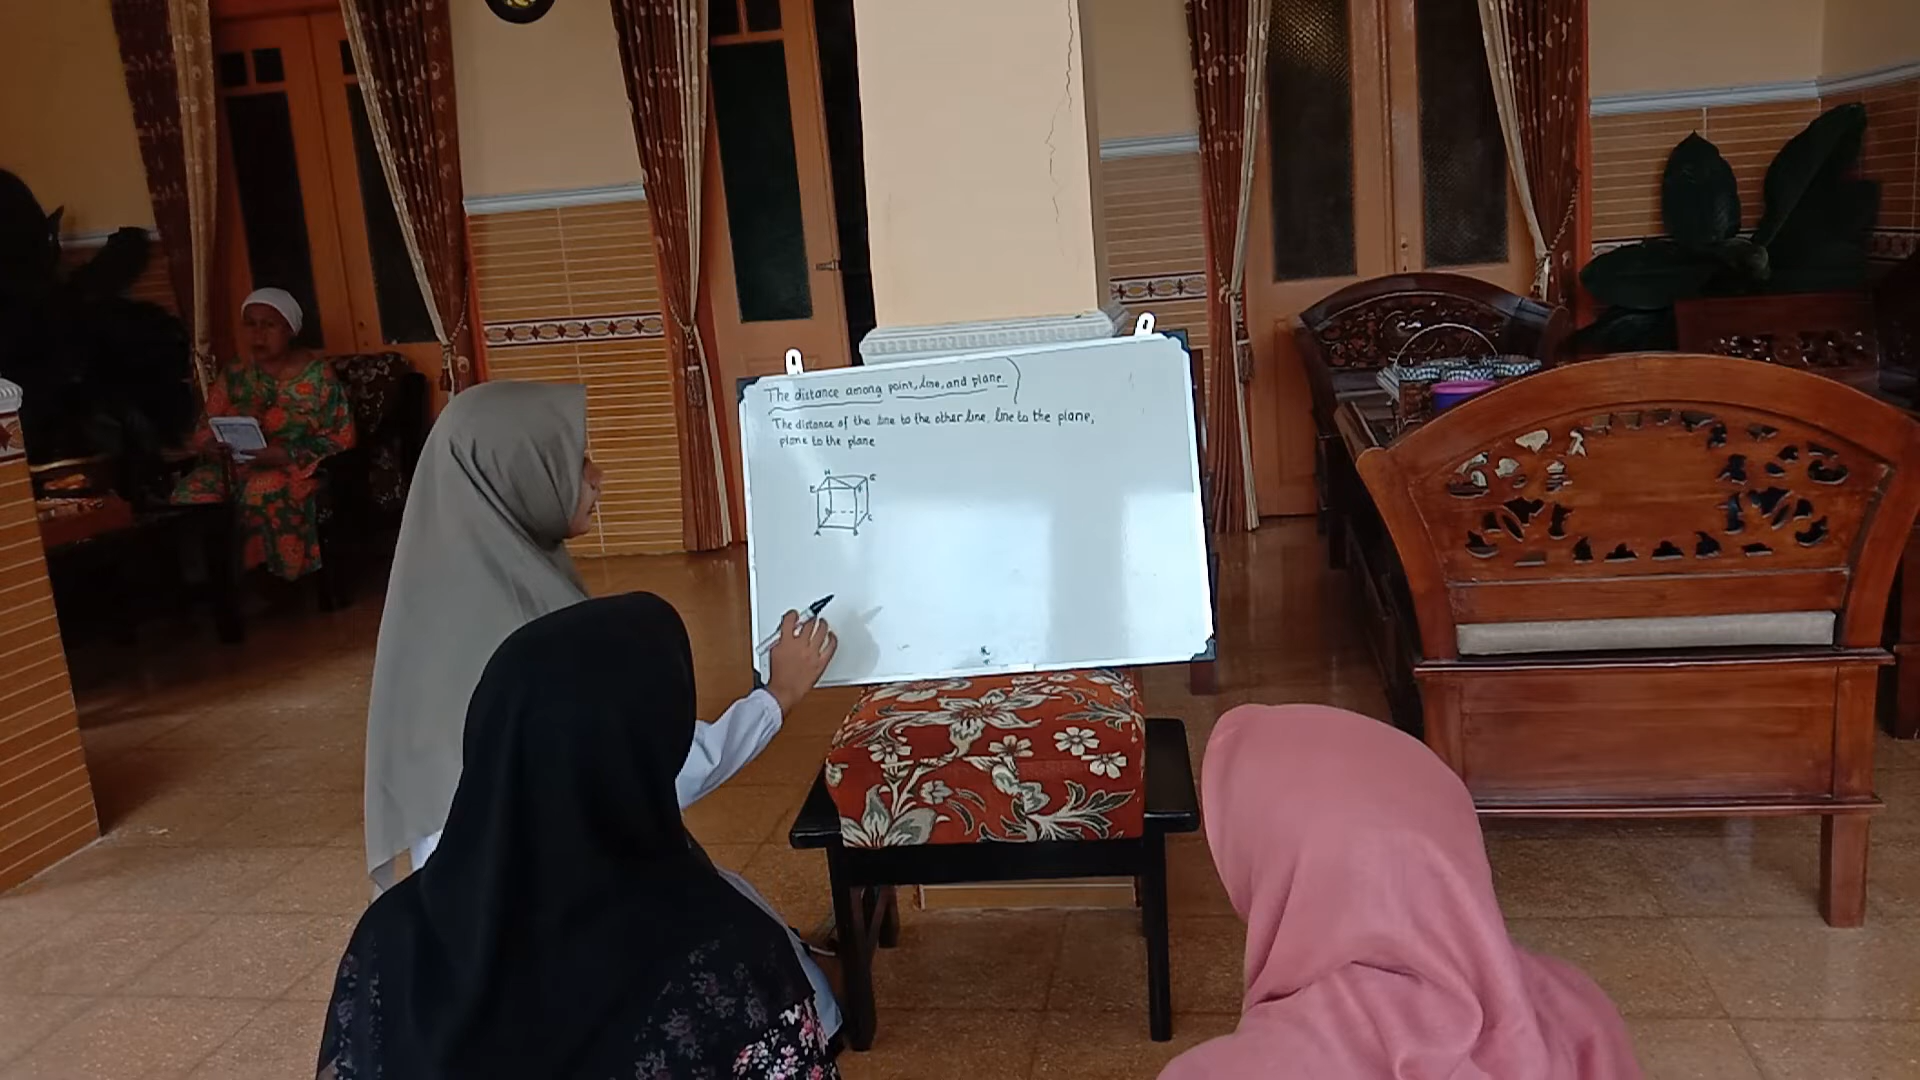 The distance among point, line, and plane.
The distance of the line to the other line, line to the plane,
plane to the plane
H
G
E
F
D
C
A
B